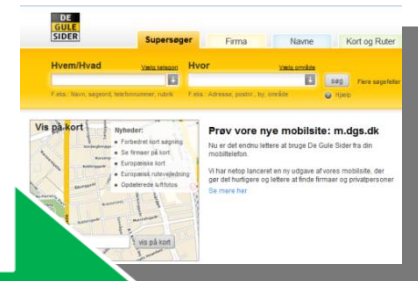 DE
GULE
SIDER
Supersøger
Firma
Navne
Kort og Ruter
Hvem/Hvad
Vælg kategori
Hvor
Vælg område
søg
Flere søgefelter
F.eks.: Navn, søgeord, telefonnummer, rubrik
F.eks.: Adresse, postnr., by, område
Hjælp
Vis på kort
Nyheder:
Forbedret kort søgning
Se firmaer på kort
Europæiske kort
Europæisk rutevejledning
Opdaterede luftfotos
vis på kort
Prøv vore nye mobilsite: m.dgs.dk
Nu er det endnu lettere at bruge De Gule Sider fra din
mobiltelefon.
Vi har netop lanceret en ny udgave af vores mobilsite, der
gør det hurtigere og lettere at finde firmaer og privatpersoner.
Se mere her